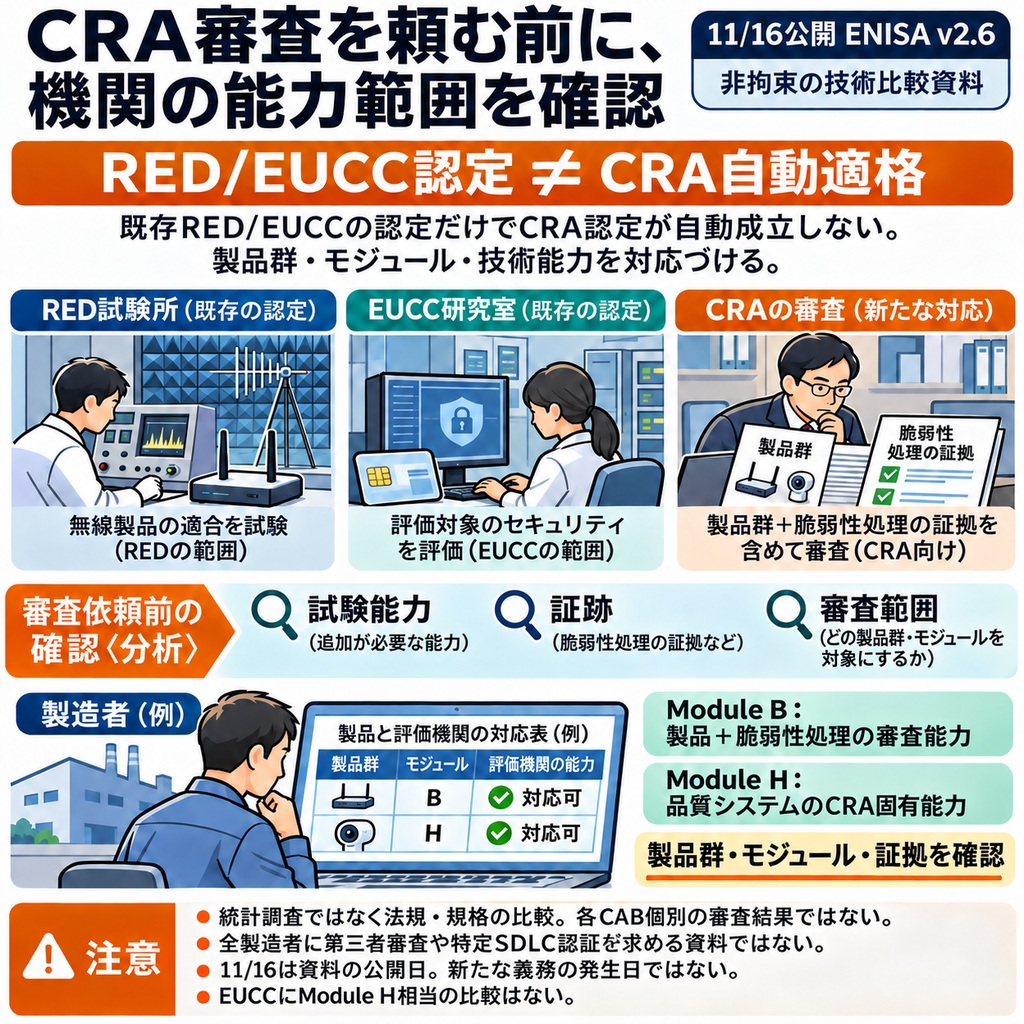 CRA審査を頼む前に、
機関の能力範囲を確認
11/16公開 ENISA v2.6
非拘束の技術比較資料
RED/EUCC認定 ≠ CRA自動適格
既存RED/EUCCの認定だけでCRA認定が自動成立しない。
製品群・モジュール・技術能力を対応づける。
RED試験所(既存の認定)
無線製品の適合を試験
(REDの範囲)
EUCC研究室(既存の認定)
評価対象のセキュリティ
を評価(EUCCの範囲)
CRAの審査(新たな対応)
製品群
脆弱性
処理の証拠
製品群+脆弱性処理の証拠を
含めて審査(CRA向け)
審査依頼前の
確認〈分析〉
試験能力
(追加が必要な能力)
証跡
(脆弱性処理の証拠など)
審査範囲
(どの製品群・モジュールを
対象にするか)
製造者(例)
製品と評価機関の対応表(例)
製品群 モジュール 評価機関の能力
B 対応可
H 対応可
Module B:
製品+脆弱性処理の審査能力
Module H:
品質システムのCRA固有能力
製品群・モジュール・証拠を確認
注意
• 統計調査ではなく法規・規格の比較。各CAB個別の審査結果ではない。
• 全製造者に第三者審査や特定SDLC認証を求める資料ではない。
• 11/16は資料の公開日。新たな義務の発生日ではない。
• EUCCにModule H相当の比較はない。